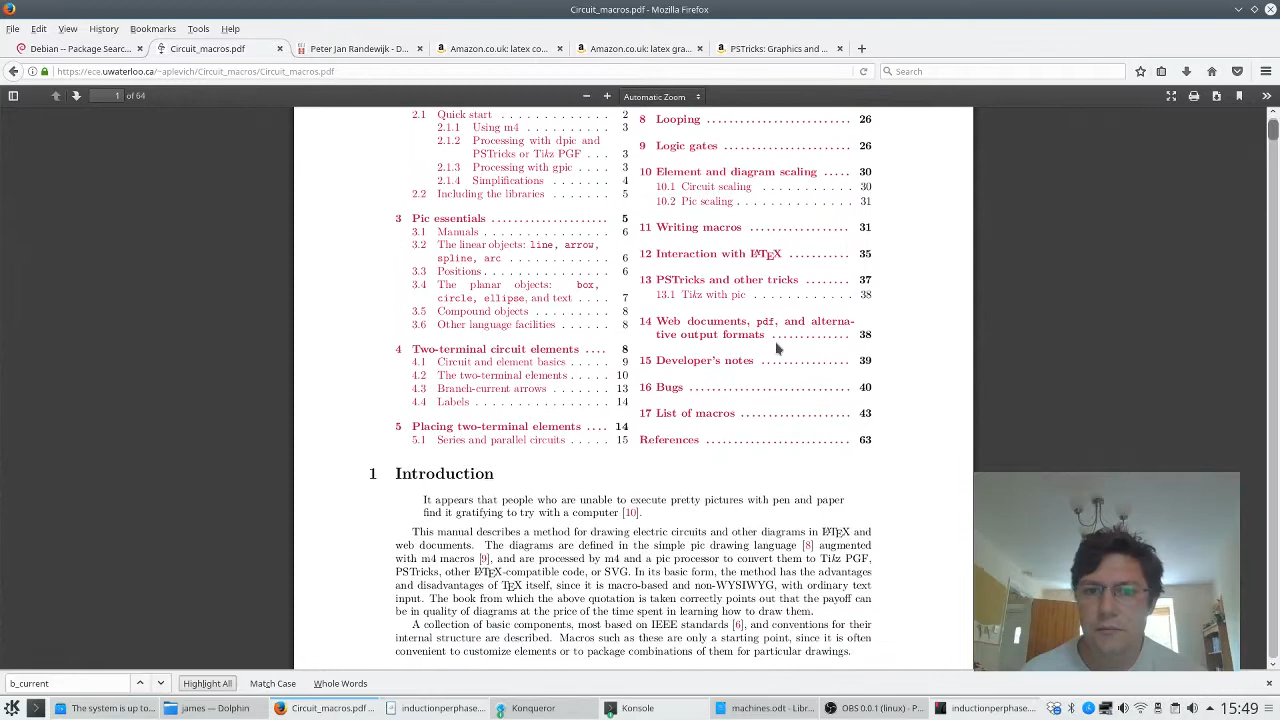 Circuit_macros.pdf - Mozilla Firefox
File Edit View History Bookmarks Tools Help
Debian -- Package Searc... Circuit_macros.pdf Peter Jan Randewijk: b... Amazon.co.uk: latex co... Amazon.co.uk: latex gra... PSTricks: Graphics and ...
https://ece.uwaterloo.ca/~aplevich/Circuit_macros/Circuit_macros.pdf Search
1 of 64 Automatic Zoom
2.1 Quick start . . . . . . . . . . . . . 2
2.1.1 Using m4 . . . . . . . . . 3
2.1.2 Processing with dpic and
PSTricks or Tikz PGF . . . 3
2.1.3 Processing with gpic . . . 3
2.1.4 Simplifications . . . . . . . 4
2.2 Including the libraries . . . . . . . 5
3 Pic essentials . . . . . . . . . . . . . . . . . . . . 5
3.1 Manuals . . . . . . . . . . . . . . . 6
3.2 The linear objects: line, arrow,
spline, arc . . . . . . . . . . . . . 6
3.3 Positions . . . . . . . . . . . . . . . 6
3.4 The planar objects: box,
circle, ellipse, and text . . . . 7
3.5 Compound objects . . . . . . . . . 8
3.6 Other language facilities . . . . . . 8
4 Two-terminal circuit elements . . . . 8
4.1 Circuit and element basics . . . . . 9
4.2 The two-terminal elements . . . . . 10
4.3 Branch-current arrows . . . . . . . 13
4.4 Labels . . . . . . . . . . . . . . . . 14
5 Placing two-terminal elements . . . . 14
5.1 Series and parallel circuits . . . . . 15
8 Looping . . . . . . . . . . . . . . . . . . . . . . . 26
9 Logic gates . . . . . . . . . . . . . . . . . . . . 26
10 Element and diagram scaling . . . . . 30
10.1 Circuit scaling . . . . . . . . . . . . 30
10.2 Pic scaling . . . . . . . . . . . . . . 31
11 Writing macros . . . . . . . . . . . . . . . . . . 31
12 Interaction with LATEX . . . . . . . . . . . 35
13 PSTricks and other tricks . . . . . . . . 37
13.1 Tikz with pic . . . . . . . . . . . . 38
14 Web documents, pdf, and alterna-
tive output formats . . . . . . . . . . . . . . 38
15 Developer's notes . . . . . . . . . . . . . . . . 39
16 Bugs . . . . . . . . . . . . . . . . . . . . . . . . . . 40
17 List of macros . . . . . . . . . . . . . . . . . . . 43
References . . . . . . . . . . . . . . . . . . . . . . . . 63
1 Introduction
It appears that people who are unable to execute pretty pictures with pen and paper
find it gratifying to try with a computer [10].
This manual describes a method for drawing electric circuits and other diagrams in LATEX and
web documents. The diagrams are defined in the simple pic drawing language [8] augmented
with m4 macros [9], and are processed by m4 and a pic processor to convert them to Tikz PGF,
PSTricks, other LATEX-compatible code, or SVG. In its basic form, the method has the advantages
and disadvantages of TEX itself, since it is macro-based and non-WYSIWYG, with ordinary text
input. The book from which the above quotation is taken correctly points out that the payoff can
be in quality of diagrams at the price of the time spent in learning how to draw them.
A collection of basic components, most based on IEEE standards [6], and conventions for their
internal structure are described. Macros such as these are only a starting point, since it is often
convenient to customize elements or to package combinations of them for particular drawings.
b_current Highlight All Match Case Whole Words
The system is up to... james — Dolphin Circuit_macros.pdf ... inductionperphase... Konqueror Konsole machines.odt - Libr... OBS 0.0.1 (linux) - P... inductionperphase... 15:49